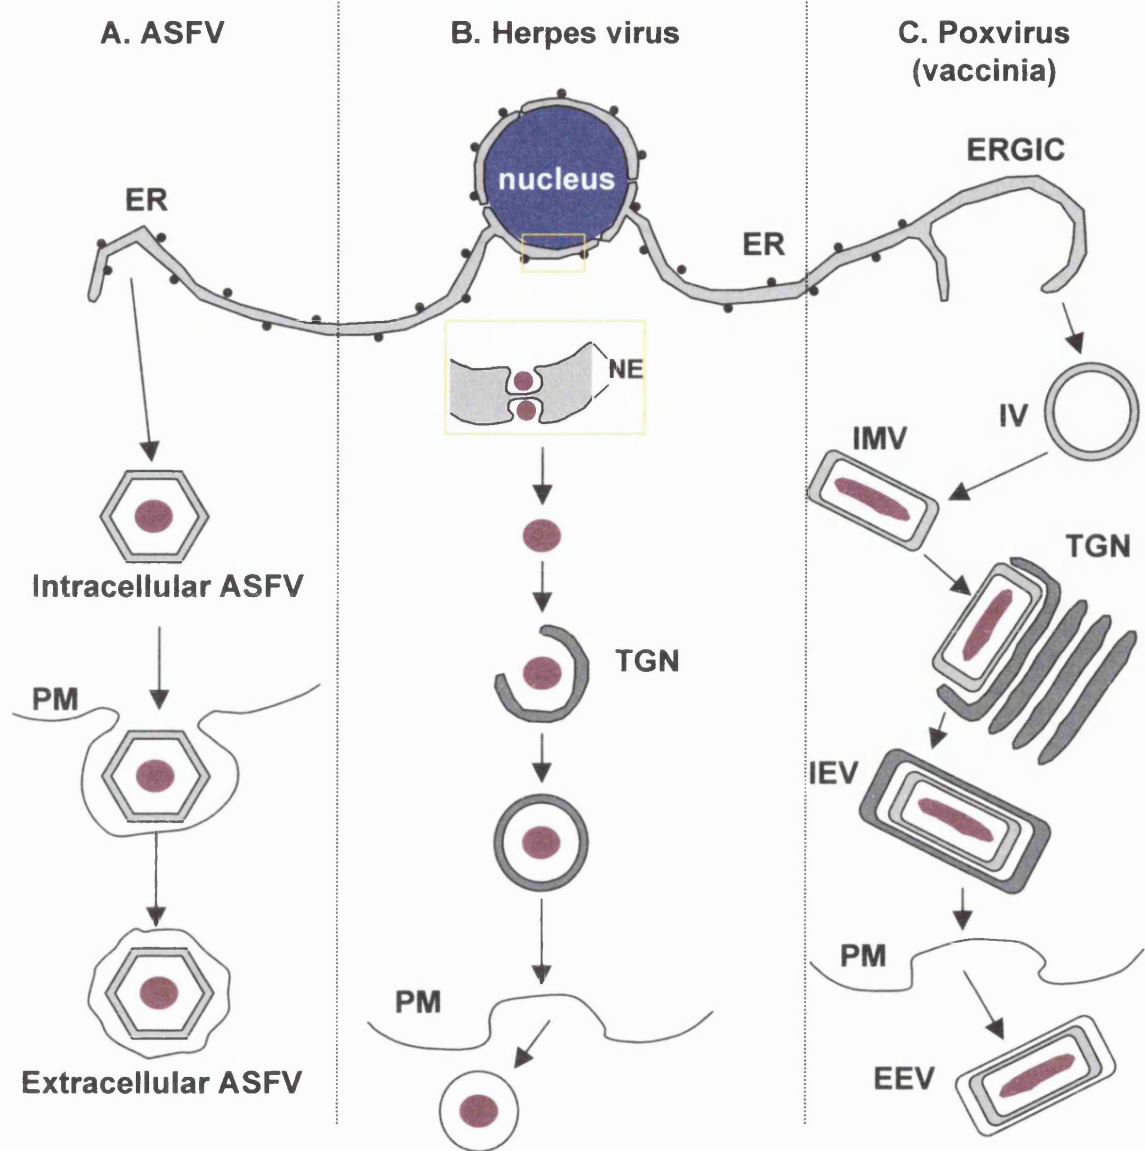 A. ASFV
ER
Intracellular ASFV
PM
Extracellular ASFV
B. Herpes virus
nucleus
ER
NE
TGN
PM
C. Poxvirus
(vaccinia)
ERGIC
IV
IMV
TGN
IEV
PM
EEV